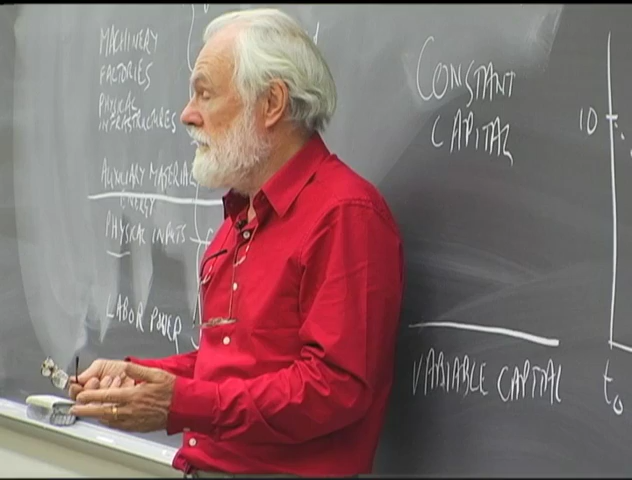 MACHINERY
FACTORIES
PHYSICAL
INFRASTRUCTURES
AUXILIARY MATERIALS
ENERGY
PHYSICAL INPUTS
LABOR POWER
CONSTANT
CAPITAL
VARIABLE CAPITAL
10
t0